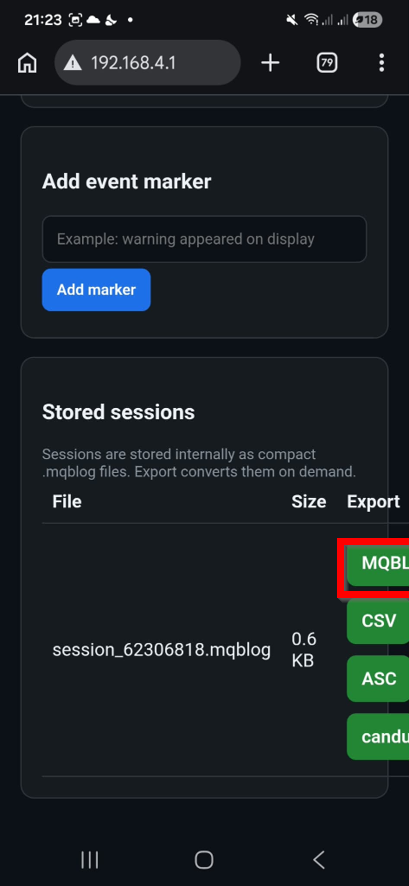 21:23
18
192.168.4.1
79
Add event marker
Example: warning appeared on display
Add marker
Stored sessions
Sessions are stored internally as compact
.mqblog files. Export converts them on demand.
File Size Export
MQBL
CSV
session_62306818.mqblog 0.6
KB
ASC
candu